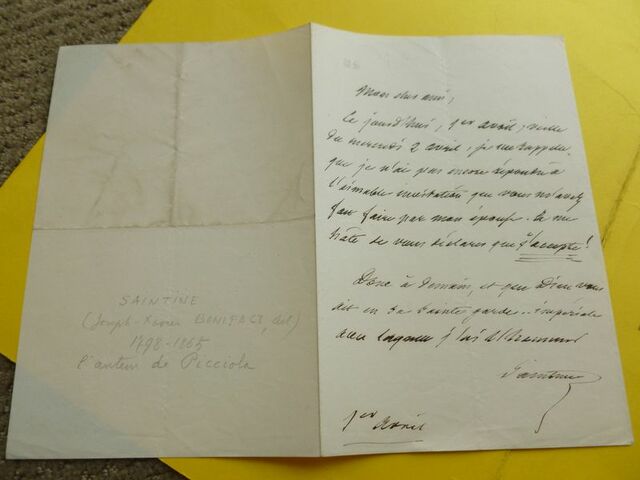 SAINTINE
(Joseph-Xavier BONIFACE, dit)
1798-1865
l'auteur de Picciola
Mon cher ami,
Ce jourd'hui, 1er avril, veille
du mercredi 2 avril, je me rappelle
que je n'ai pas encore répondu à
l'aimable invitation que vous m'avez
fait faire par mon épouse. Je me
hâte de vous déclarer que j'accepte!
Donc à demain, et que Dieu vous
ait en sa sainte garde.. impériale
avec
Saintine
1er avril